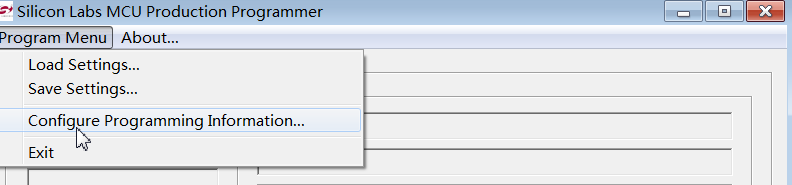 Silicon Labs MCU Production Programmer
Program Menu About...
Load Settings...
Save Settings...
Configure Programming Information...
Exit